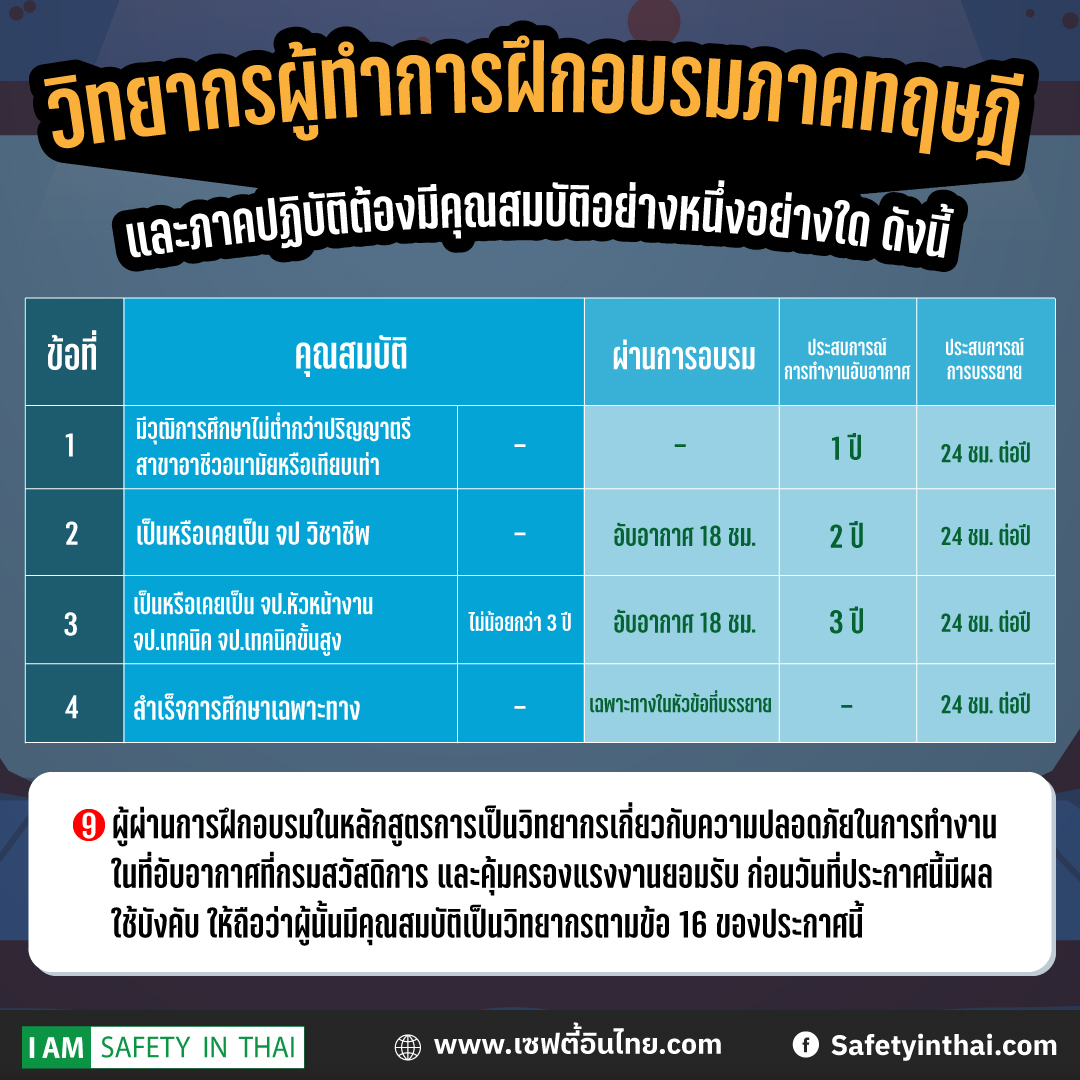 วิทยากรผู้ทำการฝึกอบรมภาคทฤษฎี
และภาคปฏิบัติต้องมีคุณสมบัติอย่างหนึ่งอย่างใด ดังนี้
ข้อที่
คุณสมบัติ
ผ่านการอบรม
ประสบการณ์
การทำงานอับอากาศ
ประสบการณ์
การบรรยาย
1
มีวุฒิการศึกษาไม่ต่ำกว่าปริญญาตรี
สาขาอาชีวอนามัยหรือเทียบเท่า
–
–
1 ปี
24 ชม. ต่อปี
2
เป็นหรือเคยเป็น จป วิชาชีพ
–
อับอากาศ 18 ชม.
2 ปี
24 ชม. ต่อปี
3
เป็นหรือเคยเป็น จป.หัวหน้างาน
จป.เทคนิค จป.เทคนิคขั้นสูง
ไม่น้อยกว่า 3 ปี
อับอากาศ 18 ชม.
3 ปี
24 ชม. ต่อปี
4
สำเร็จการศึกษาเฉพาะทาง
–
เฉพาะทางในหัวข้อที่บรรยาย
–
24 ชม. ต่อปี
9 ผู้ผ่านการฝึกอบรมในหลักสูตรการเป็นวิทยากรเกี่ยวกับความปลอดภัยในการทำงาน
ในที่อับอากาศที่กรมสวัสดิการ และคุ้มครองแรงงานยอมรับ ก่อนวันที่ประกาศนี้มีผล
ใช้บังคับ ให้ถือว่าผู้นั้นมีคุณสมบัติเป็นวิทยากรตามข้อ 16 ของประกาศนี้
I AM SAFETY IN THAI
www.เซฟตี้อินไทย.com
Safetyinthai.com